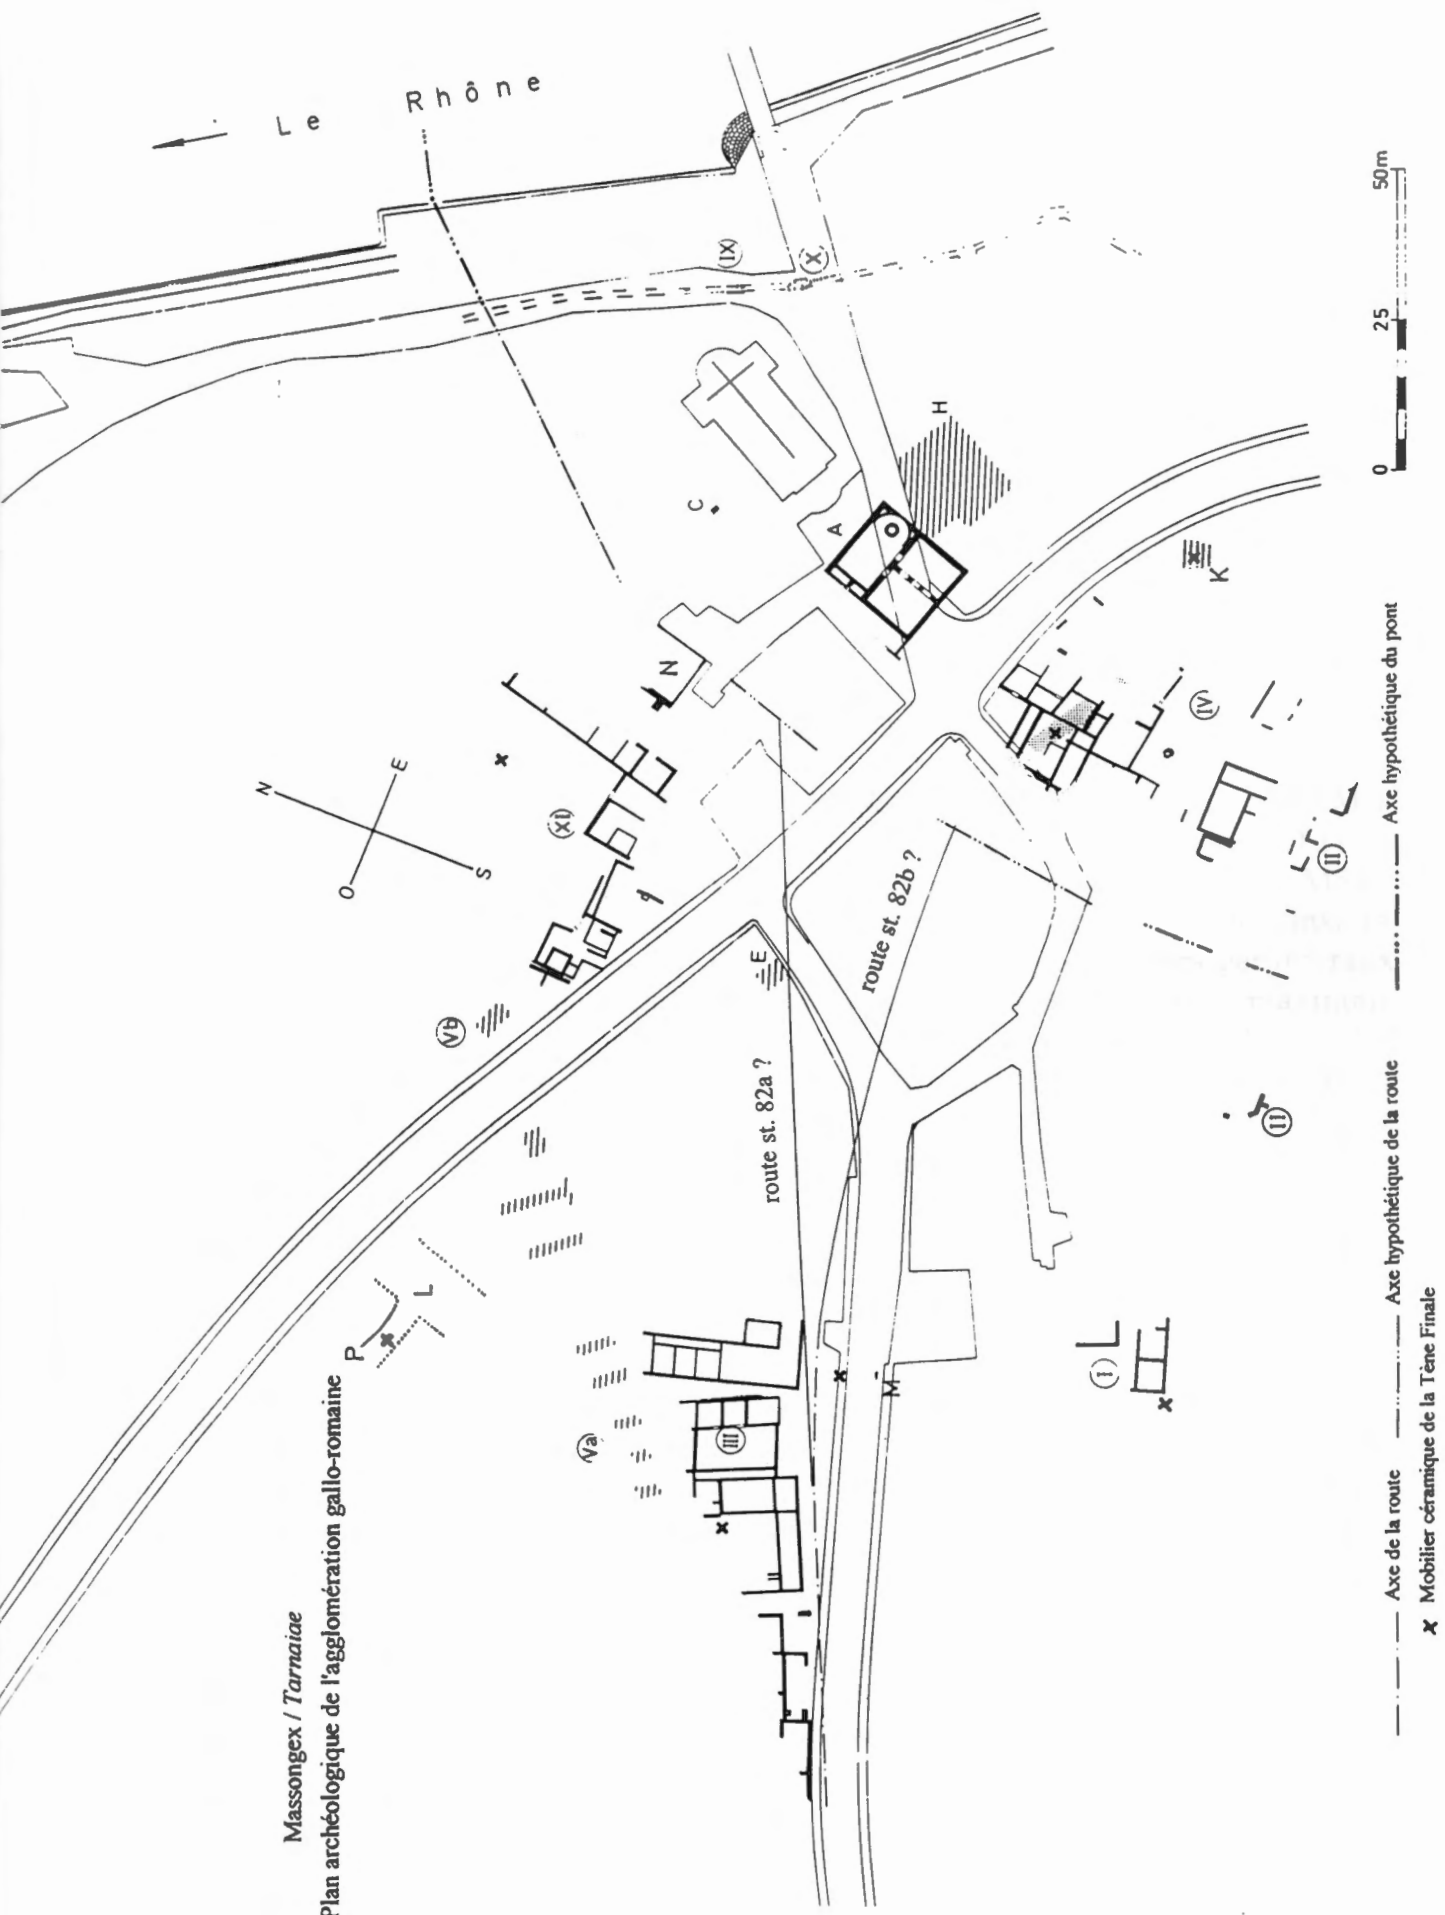 Massongex / Tarnaiae
Plan archéologique de l'agglomération gallo-romaine
Le Rhône
N
E
S
O
IX
X
C
A
H
K
N
XI
Vb
E
IV
II
II
route st. 82a ?
route st. 82b ?
P
L
Va
III
M
I
0 25 50m
Axe de la route
Axe hypothétique de la route
Axe hypothétique du pont
x Mobilier céramique de la Tène Finale